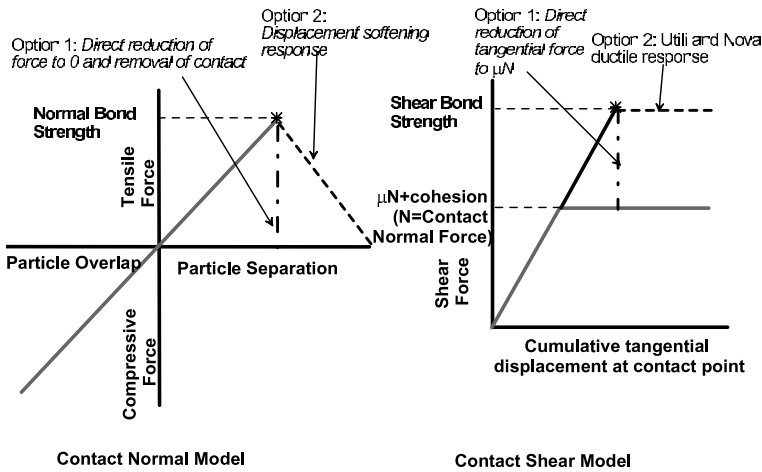 Option 1: Direct reduction of
force to 0 and removal of contact
Option 2:
Displacement softening
response
Normal Bond
Strength
Tensile
Force
Particle Overlap
Particle Separation
Compressive
Force
Contact Normal Model
Option 1: Direct
reduction of
tangential force
to μN
Option 2: Utili and Nova
ductile response
Shear Bond
Strength
μN+cohesion
(N=Contact
Normal Force)
Shear
Force
Cumulative tangential
displacement at contact point
Contact Shear Model